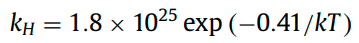 k_H = 1.8 × 10^25 exp (−0.41/kT)